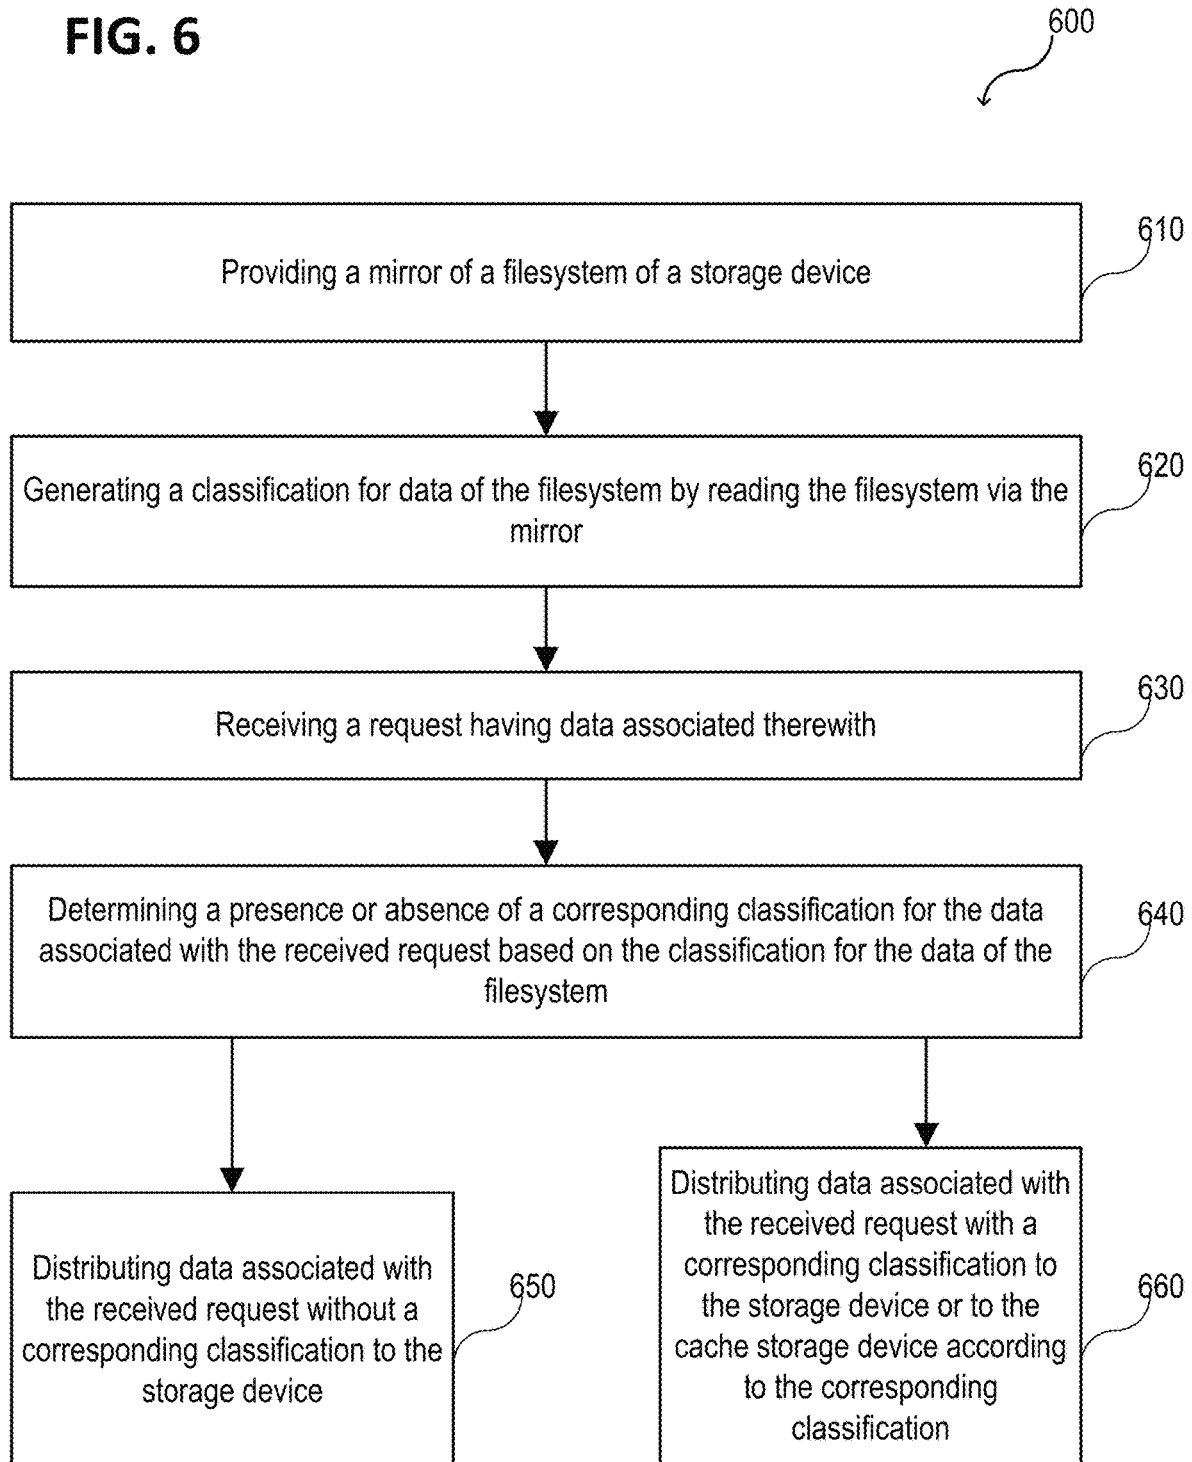 FIG. 6
600
Providing a mirror of a filesystem of a storage device
610
Generating a classification for data of the filesystem by reading the filesystem via the
mirror
620
Receiving a request having data associated therewith
630
Determining a presence or absence of a corresponding classification for the data
associated with the received request based on the classification for the data of the
filesystem
640
Distributing data associated with
the received request without a
corresponding classification to the
storage device
650
Distributing data associated with
the received request with a
corresponding classification to
the storage device or to the
cache storage device according
to the corresponding
classification
660